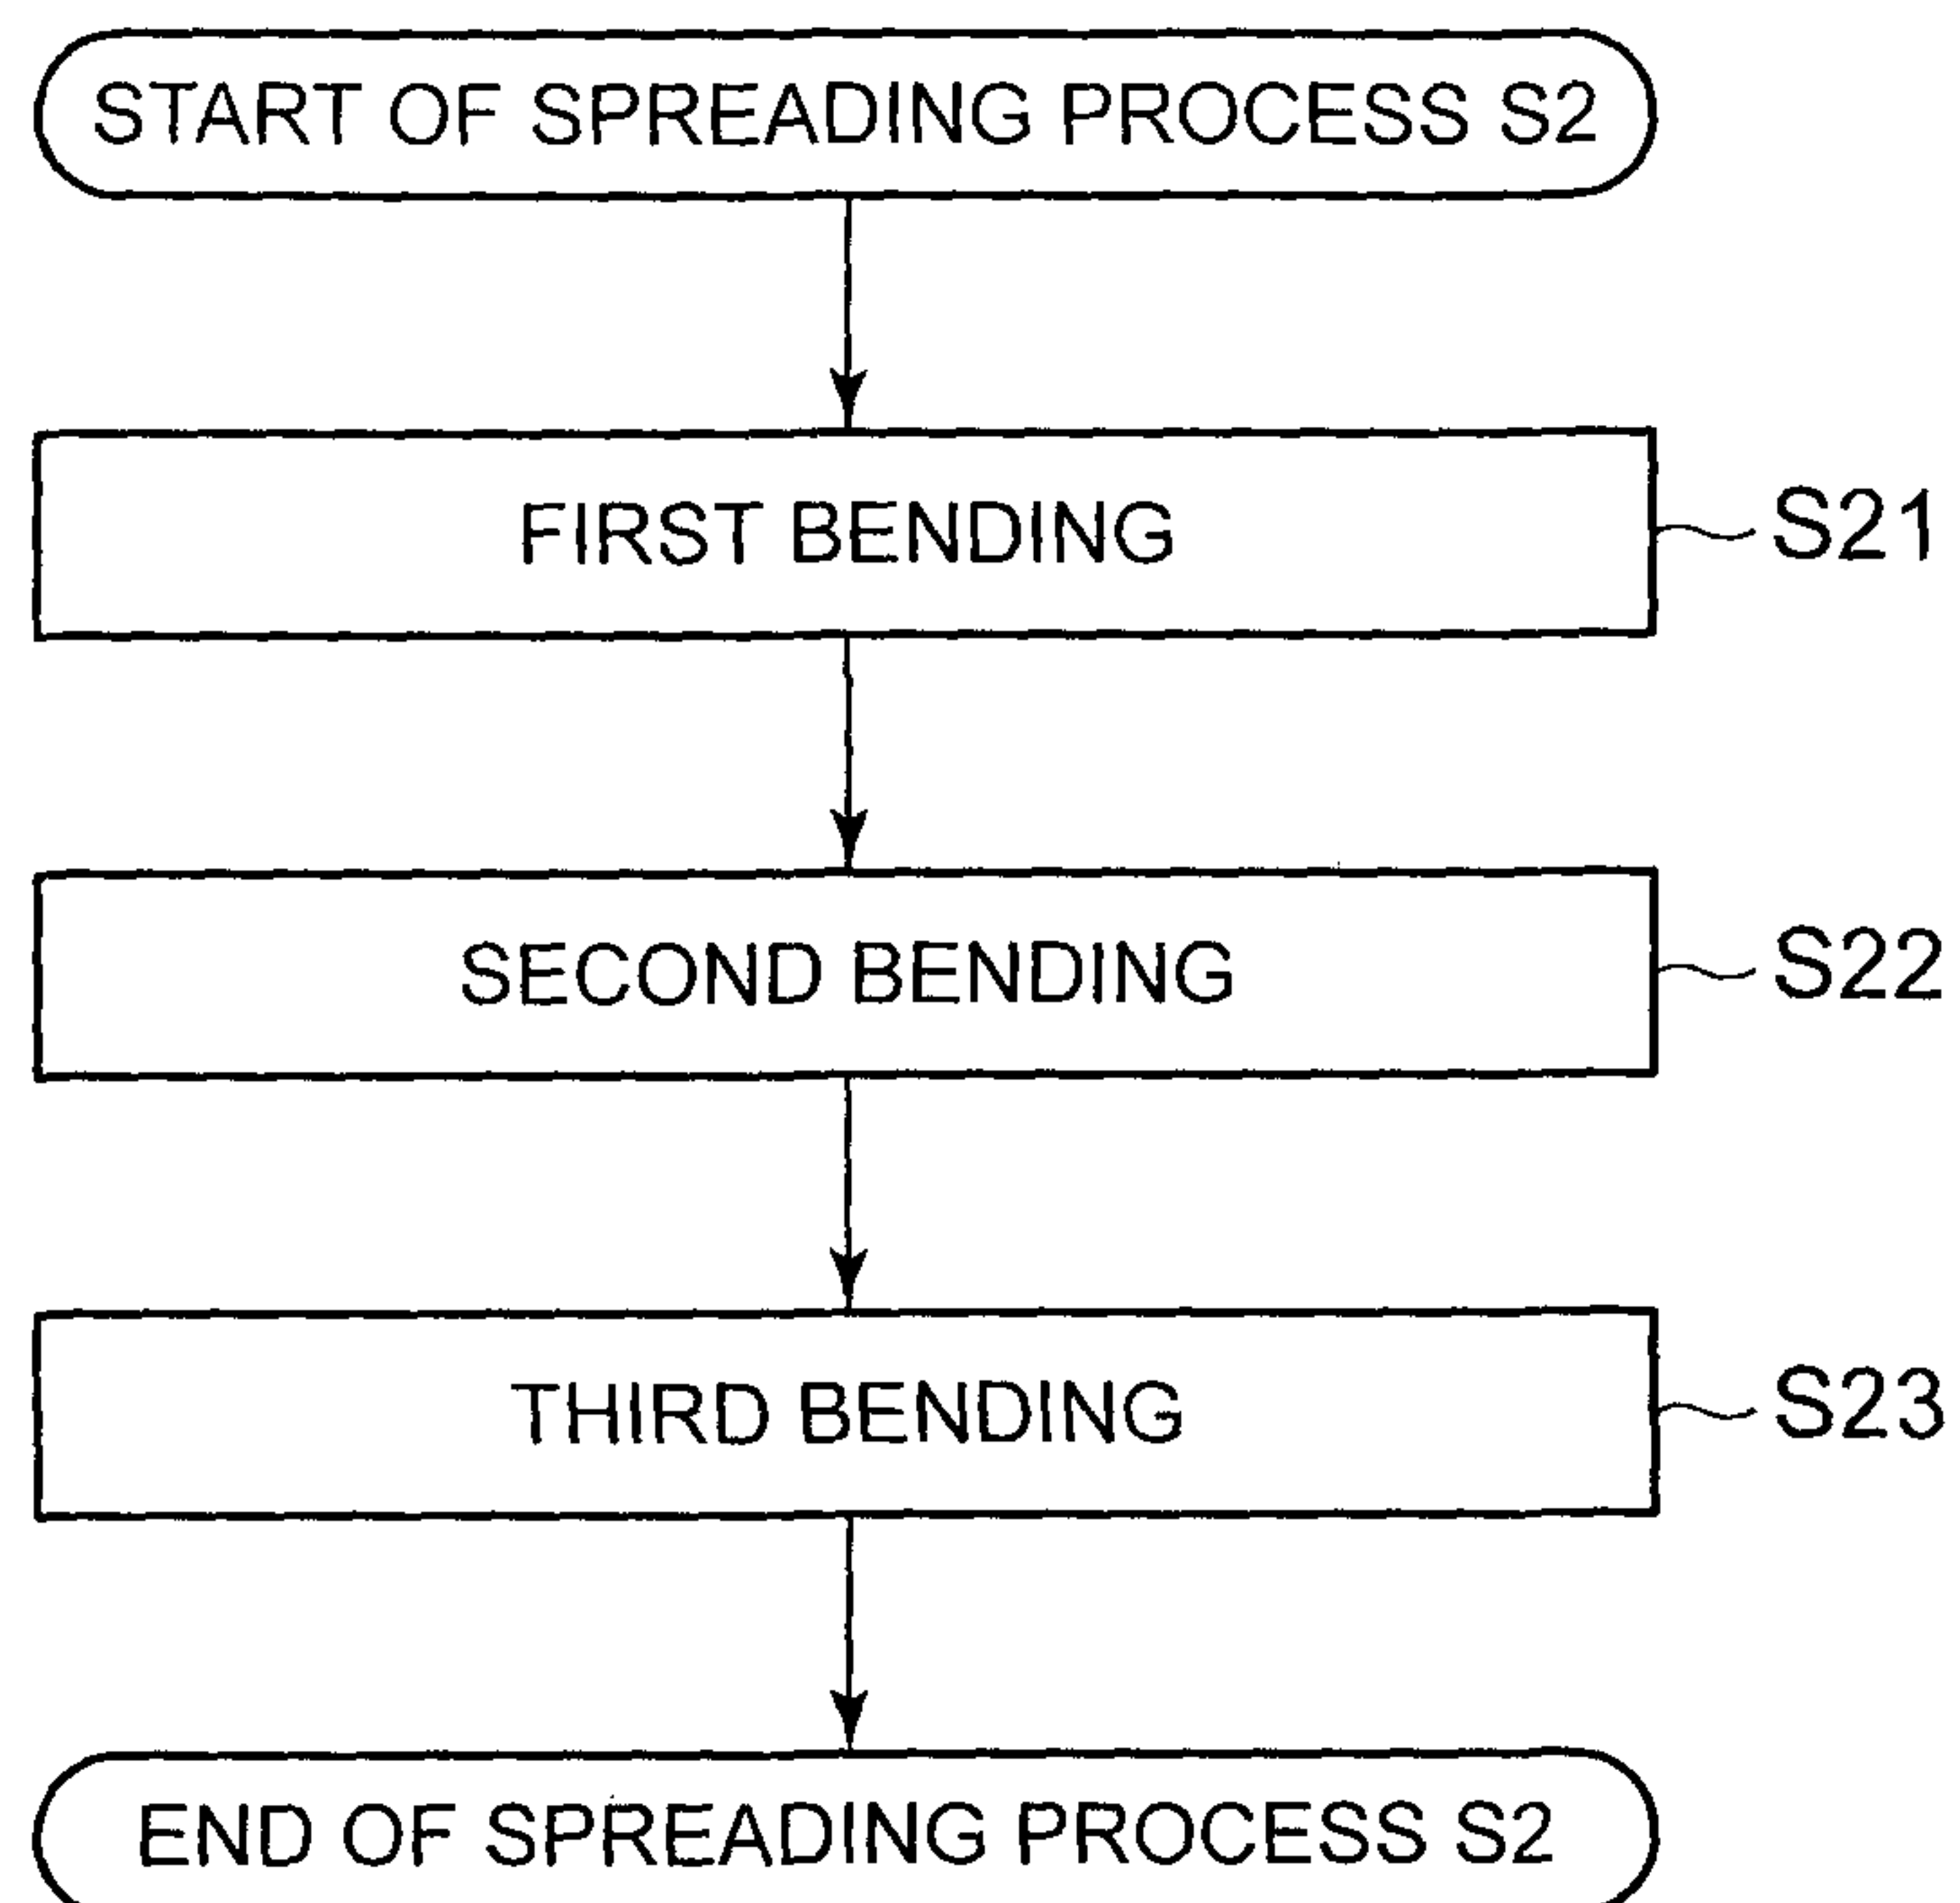 START OF SPREADING PROCESS S2
FIRST BENDING
S21
SECOND BENDING
S22
THIRD BENDING
S23
END OF SPREADING PROCESS S2